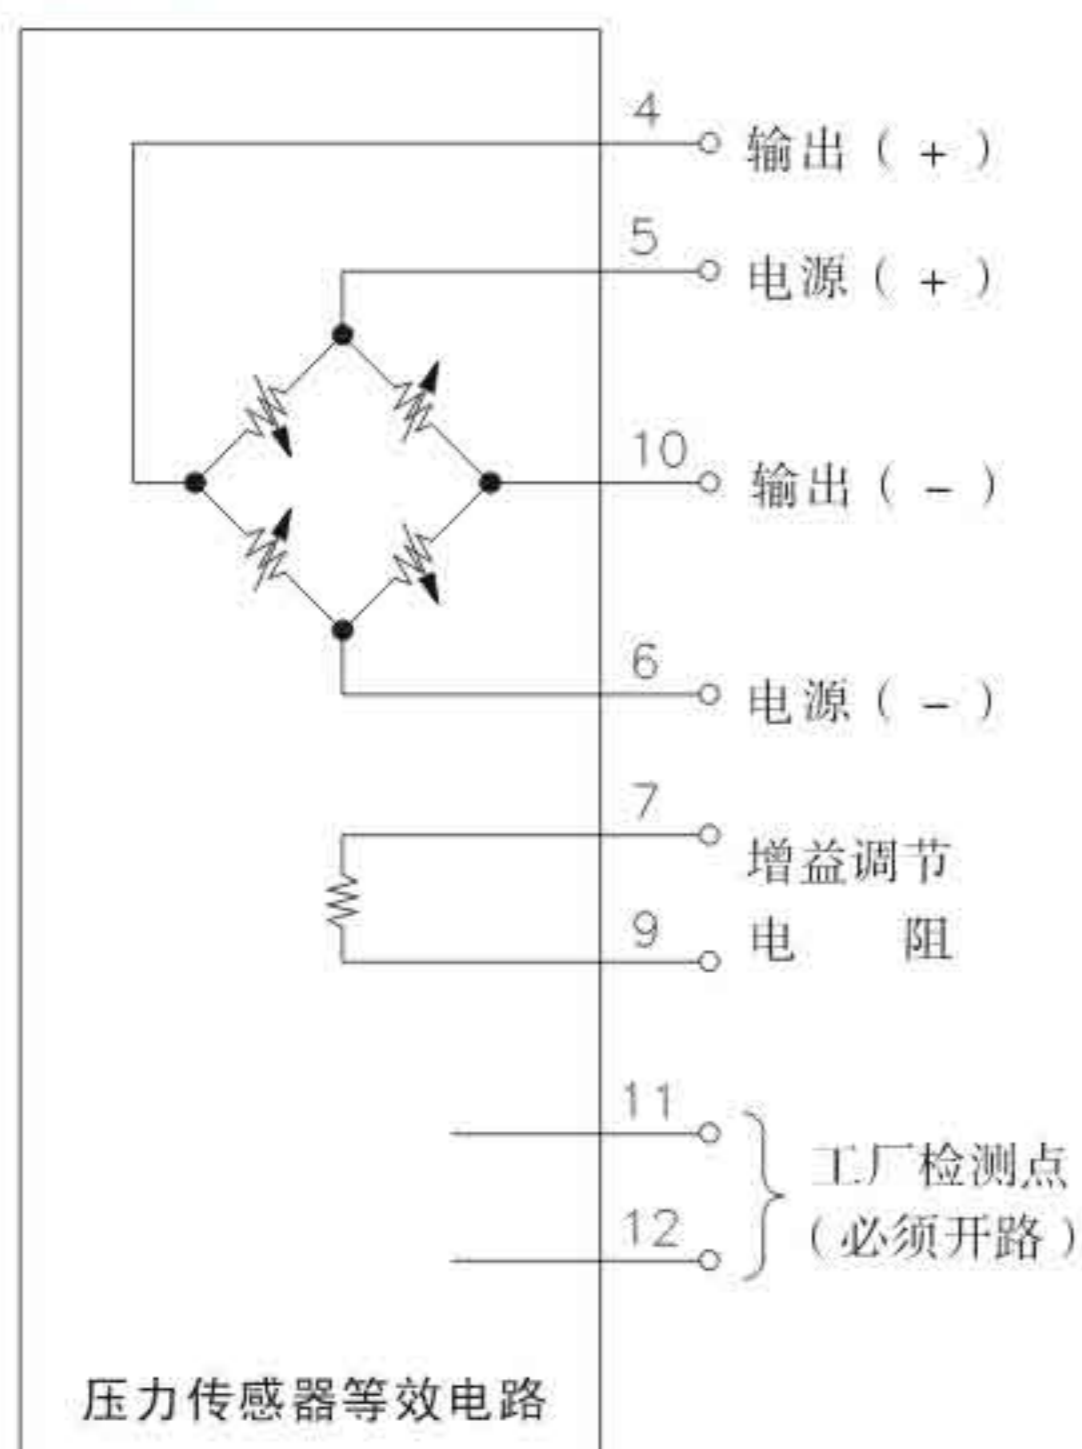 4 输出（+）
5 电源（+）
10 输出（-）
6 电源（-）
7
增益调节
9 电 阻
11
工厂检测点
12 （必须开路）
压力传感器等效电路